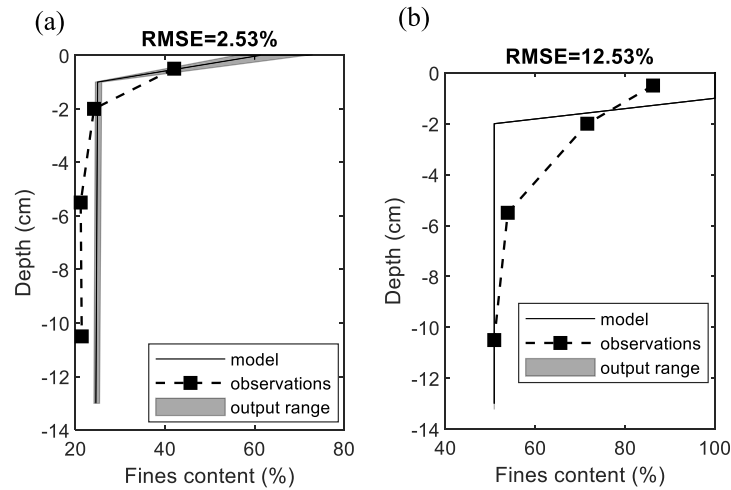 (a)
RMSE=2.53%
0
-2
-4
-6
-8
-10
-12
-14
Depth (cm)
20
40
60
80
Fines content (%)
model
observations
output range
(b)
RMSE=12.53%
0
-2
-4
-6
-8
-10
-12
-14
Depth (cm)
40
60
80
100
Fines content (%)
model
observations
output range